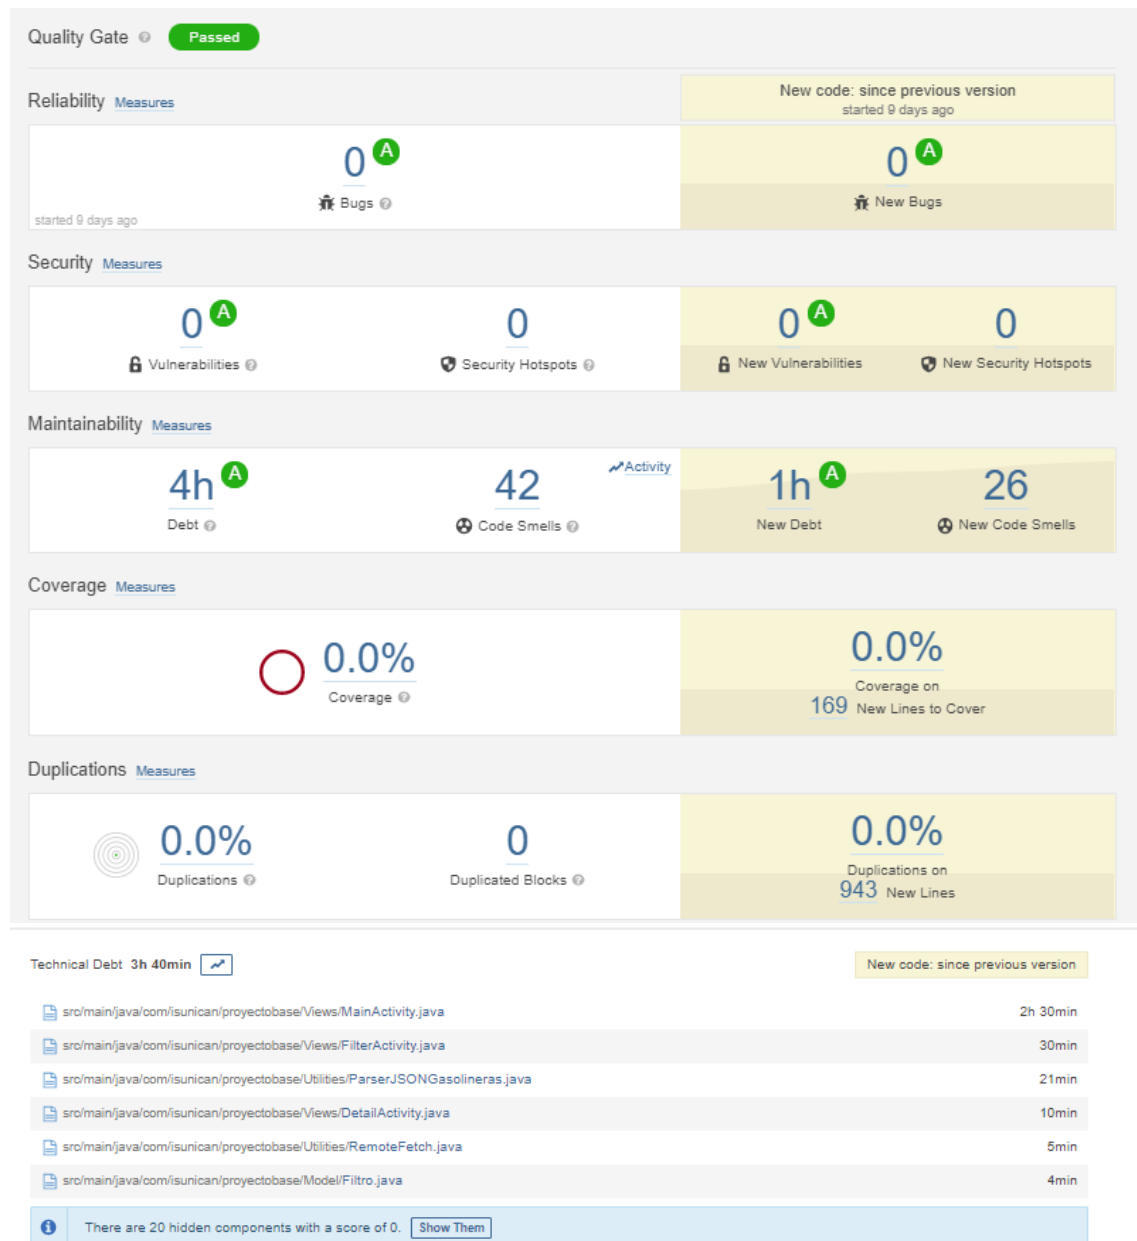 Quality Gate Passed
Reliability Measures
New code: since previous version
started 9 days ago
0 A
Bugs
started 9 days ago
0 A
New Bugs
Security Measures
0 A
Vulnerabilities
0
Security Hotspots
0 A
New Vulnerabilities
0
New Security Hotspots
Maintainability Measures
Activity
4h A
Debt
42
Code Smells
1h A
New Debt
26
New Code Smells
Coverage Measures
0.0%
Coverage
0.0%
Coverage on
169 New Lines to Cover
Duplications Measures
0.0%
Duplications
0
Duplicated Blocks
0.0%
Duplications on
943 New Lines
Technical Debt 3h 40min
New code: since previous version
src/main/java/com/isunican/proyectobase/Views/MainActivity.java 2h 30min
src/main/java/com/isunican/proyectobase/Views/FilterActivity.java 30min
src/main/java/com/isunican/proyectobase/Utilities/ParserJSONGasolineras.java 21min
src/main/java/com/isunican/proyectobase/Views/DetailActivity.java 10min
src/main/java/com/isunican/proyectobase/Utilities/RemoteFetch.java 5min
src/main/java/com/isunican/proyectobase/Model/Filtro.java 4min
There are 20 hidden components with a score of 0. Show Them